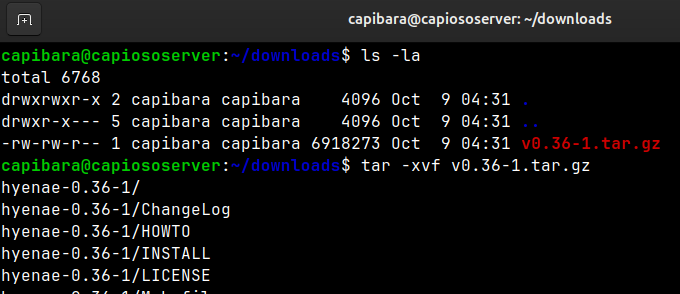 capibara@capiososerver: ~/downloads
capibara@capiososerver:~/downloads$ ls -la
total 6768
drwxrwxr-x 2 capibara capibara    4096 Oct  9 04:31 .
drwxr-x--- 5 capibara capibara    4096 Oct  9 04:31 ..
-rw-rw-r-- 1 capibara capibara 6918273 Oct  9 04:31 v0.36-1.tar.gz
capibara@capiososerver:~/downloads$ tar -xvf v0.36-1.tar.gz
hyenae-0.36-1/
hyenae-0.36-1/ChangeLog
hyenae-0.36-1/HOWTO
hyenae-0.36-1/INSTALL
hyenae-0.36-1/LICENSE